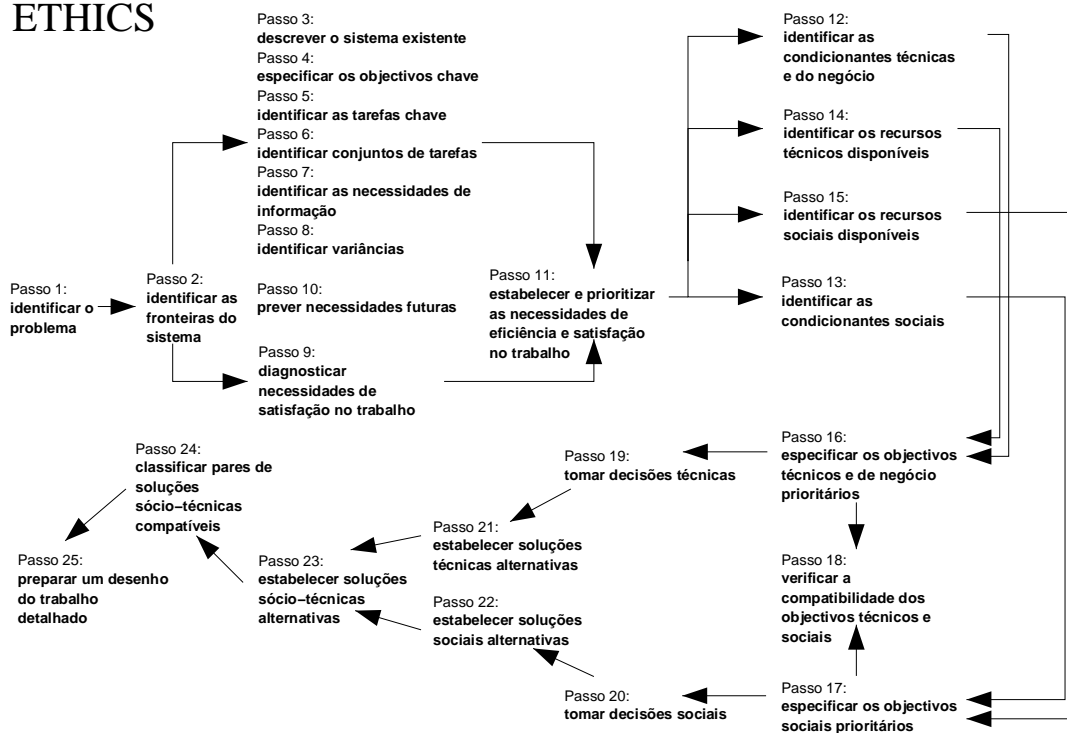 ETHICS
Passo 1:
identificar o
problema
Passo 2:
identificar as
fronteiras do
sistema
Passo 3:
descrever o sistema existente
Passo 4:
especificar os objectivos chave
Passo 5:
identificar as tarefas chave
Passo 6:
identificar conjuntos de tarefas
Passo 7:
identificar as necessidades de
informação
Passo 8:
identificar variâncias
Passo 10:
prever necessidades futuras
Passo 9:
diagnosticar
necessidades de
satisfação no trabalho
Passo 11:
estabelecer e prioritizar
as necessidades de
eficiência e satisfação
no trabalho
Passo 12:
identificar as
condicionantes técnicas
e do negócio
Passo 14:
identificar os recursos
técnicos disponíveis
Passo 15:
identificar os recursos
sociais disponíveis
Passo 13:
identificar as
condicionantes sociais
Passo 16:
especificar os objectivos
técnicos e de negócio
prioritários
Passo 18:
verificar a
compatibilidade dos
objectivos técnicos e
sociais
Passo 17:
especificar os objectivos
sociais prioritários
Passo 19:
tomar decisões técnicas
Passo 20:
tomar decisões sociais
Passo 21:
estabelecer soluções
técnicas alternativas
Passo 22:
estabelecer soluções
sociais alternativas
Passo 23:
estabelecer soluções
sócio−técnicas
alternativas
Passo 24:
classificar pares de
soluções
sócio−técnicas
compatíveis
Passo 25:
preparar um desenho
do trabalho
detalhado